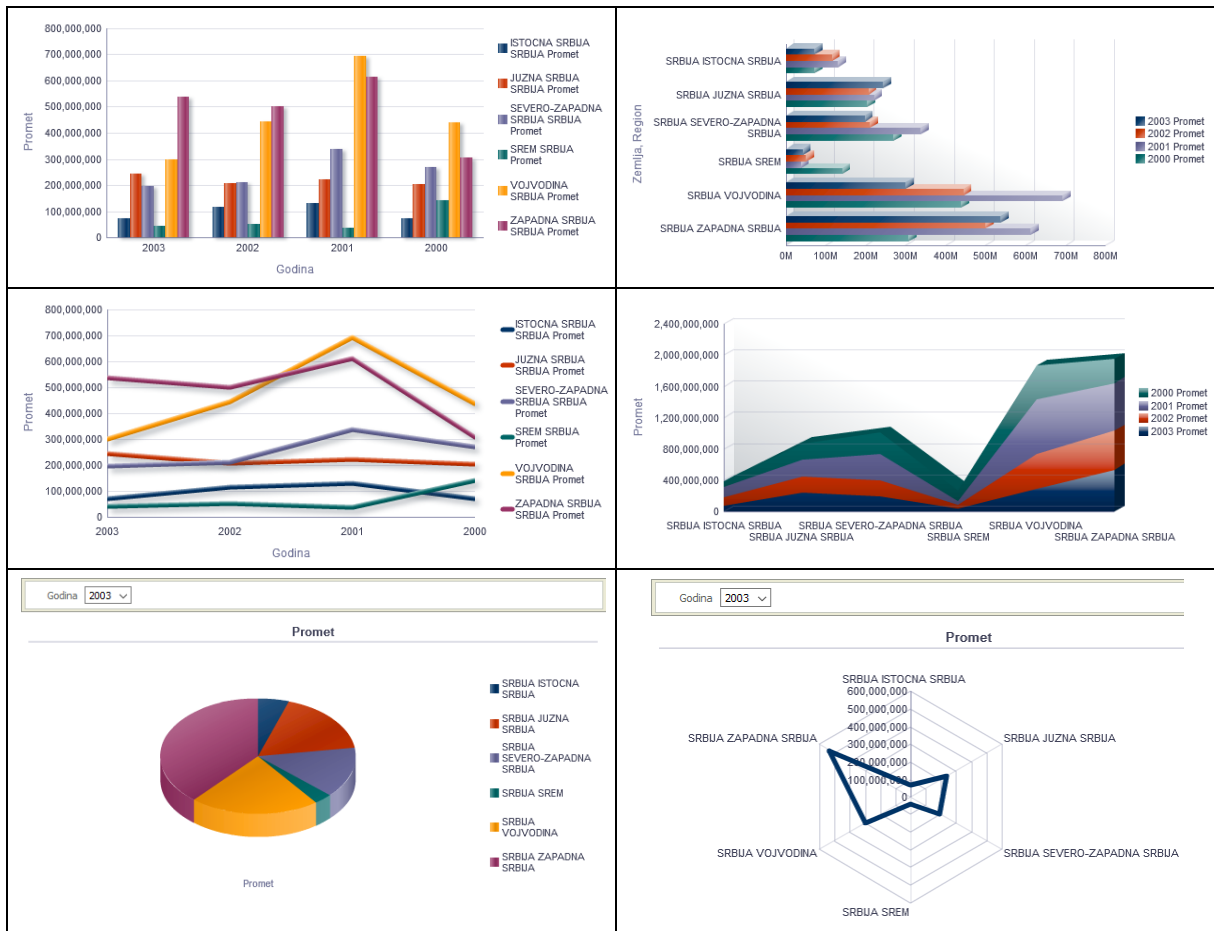 800,000,000
700,000,000
600,000,000
500,000,000
400,000,000
300,000,000
200,000,000
100,000,000
0
Promet
2003
2002
2001
2000
Godina
ISTOCNA SRBIJA
SRBIJA Promet
JUZNA SRBIJA
SRBIJA Promet
SEVERO-ZAPADNA
SRBIJA SRBIJA
Promet
SREM SRBIJA
Promet
VOJVODINA
SRBIJA Promet
ZAPADNA SRBIJA
SRBIJA Promet
Zemlja, Region
SRBIJA ISTOCNA SRBIJA
SRBIJA JUZNA SRBIJA
SRBIJA SEVERO-ZAPADNA
SRBIJA
SRBIJA SREM
SRBIJA VOJVODINA
SRBIJA ZAPADNA SRBIJA
0M
100M
200M
300M
400M
500M
600M
700M
800M
2003 Promet
2002 Promet
2001 Promet
2000 Promet
800,000,000
700,000,000
600,000,000
500,000,000
400,000,000
300,000,000
200,000,000
100,000,000
0
Promet
2003
2002
2001
2000
Godina
ISTOCNA SRBIJA
SRBIJA Promet
JUZNA SRBIJA
SRBIJA Promet
SEVERO-ZAPADNA
SRBIJA SRBIJA
Promet
SREM SRBIJA
Promet
VOJVODINA
SRBIJA Promet
ZAPADNA SRBIJA
SRBIJA Promet
2,400,000,000
2,000,000,000
1,600,000,000
1,200,000,000
800,000,000
400,000,000
0
Promet
SRBIJA ISTOCNA SRBIJA
SRBIJA JUZNA SRBIJA
SRBIJA SEVERO-ZAPADNA SRBIJA
SRBIJA SREM
SRBIJA VOJVODINA
SRBIJA ZAPADNA SRBIJA
2000 Promet
2001 Promet
2002 Promet
2003 Promet
Godina 2003
Promet
SRBIJA ISTOCNA
SRBIJA
SRBIJA JUZNA
SRBIJA
SRBIJA
SEVERO-ZAPADNA
SRBIJA
SRBIJA SREM
SRBIJA
VOJVODINA
SRBIJA ZAPADNA
SRBIJA
Promet
Godina 2003
Promet
SRBIJA ISTOCNA SRBIJA
600,000,000
500,000,000
400,000,000
300,000,000
200,000,000
100,000,000
0
SRBIJA JUZNA SRBIJA
SRBIJA SEVERO-ZAPADNA SRBIJA
SRBIJA SREM
SRBIJA VOJVODINA
SRBIJA ZAPADNA SRBIJA